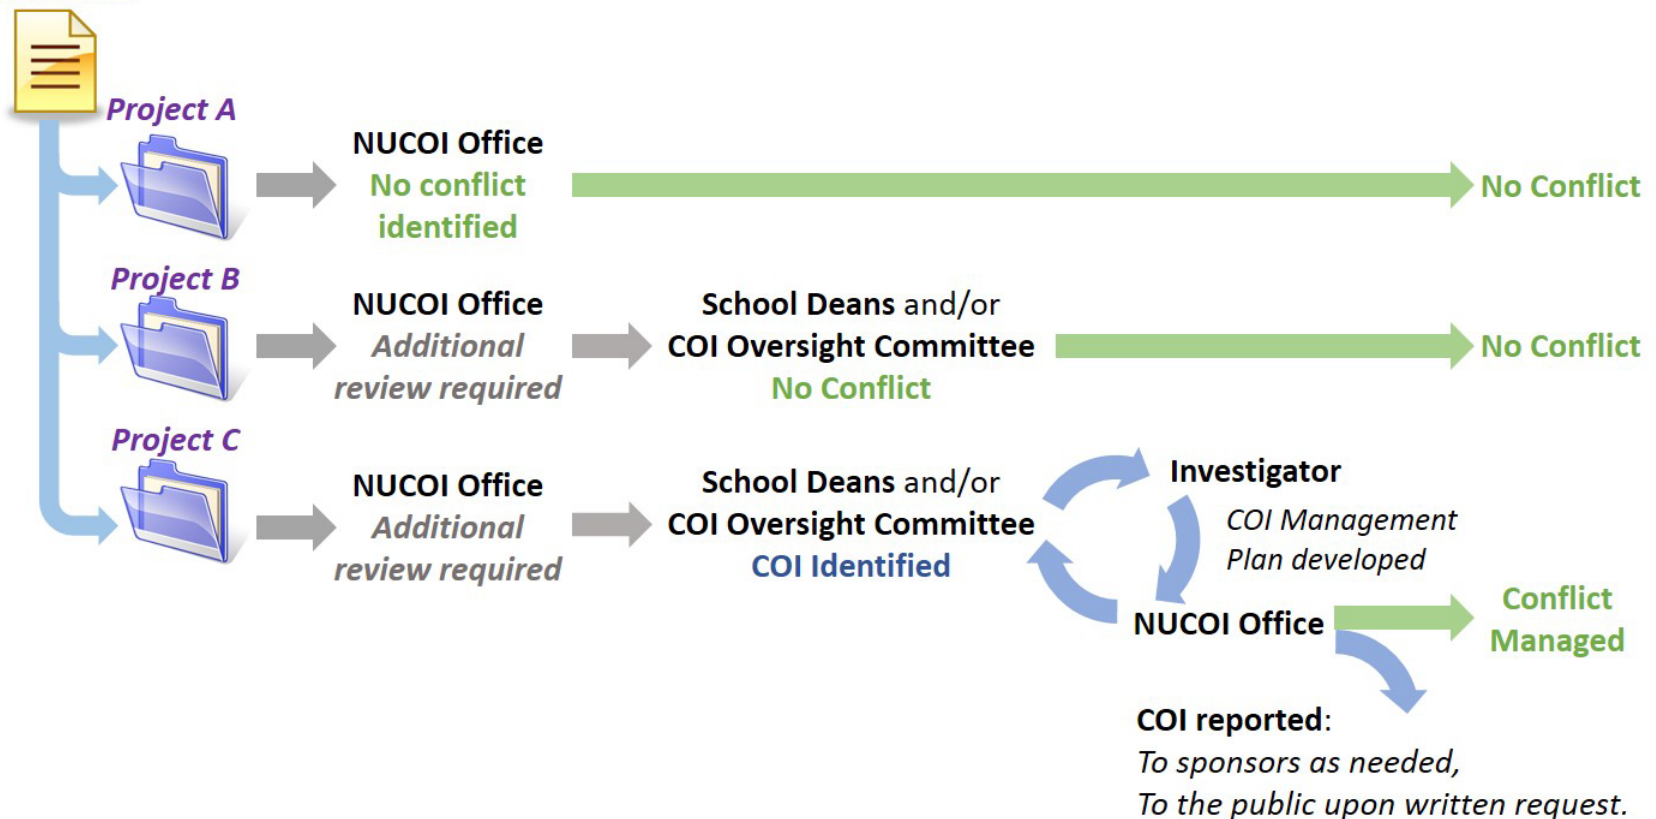 Project A
NUCOI Office
No conflict
identified
No Conflict
Project B
NUCOI Office
Additional
review required
School Deans and/or
COI Oversight Committee
No Conflict
No Conflict
Project C
NUCOI Office
Additional
review required
School Deans and/or
COI Oversight Committee
COI Identified
Investigator
COI Management
Plan developed
NUCOI Office
Conflict
Managed
COI reported:
To sponsors as needed,
To the public upon written request.